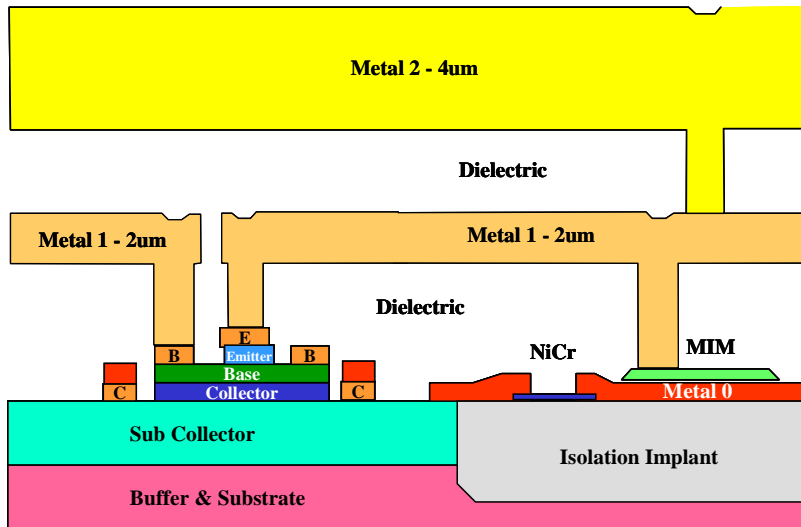 Metal 2 - 4um
Dielectric
Metal 1 - 2um
Metal 1 - 2um
Dielectric
E
B
Emitter
B
NiCr
MIM
Base
C
Collector
C
Metal 0
Sub Collector
Isolation Implant
Buffer & Substrate